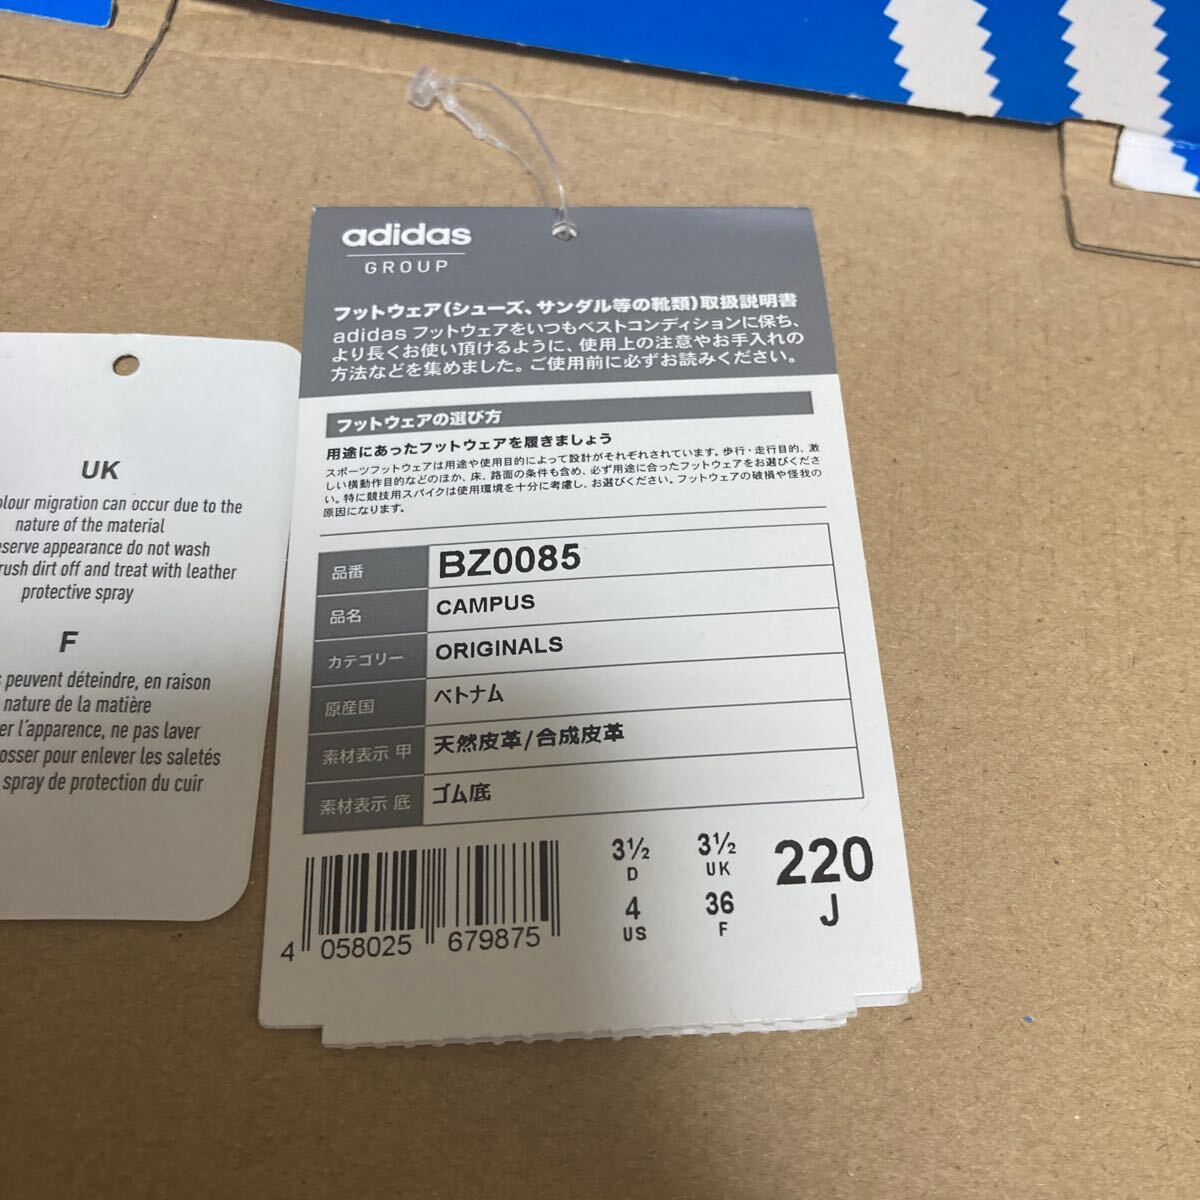 adidas
GROUP
フットウェア(シューズ、サンダル等の靴類)取扱説明書
adidas フットウェアをいつもベストコンディションに保ち、
より長くお使い頂けるように、使用上の注意やお手入れの
方法などを集めました。ご使用前に必ずお読みください。
フットウェアの選び方
用途にあったフットウェアを履きましょう
スポーツフットウェアは用途や使用目的によって設計がそれぞれされています。歩行・走行目的、激
しい横動作目的などのほか、床、路面の条件も含め、必ず用途に合ったフットウェアをお選びくださ
い。特に競技用スパイクは使用環境を十分に考慮し、お選びください。フットウェアの破損や怪我の
原因になります。
品番 BZ0085
品名 CAMPUS
カテゴリー ORIGINALS
原産国 ベトナム
素材表示 甲 天然皮革/合成皮革
素材表示 底 ゴム底
4 058025 679875
3½ D
3½ UK
4 US
36 F
220 J
UK
colour migration can occur due to the
nature of the material
eserve appearance do not wash
rush dirt off and treat with leather
protective spray
F
peuvent déteindre, en raison
nature de la matière
er l'apparence, ne pas laver
osser pour enlever les saletés
spray de protection du cuir